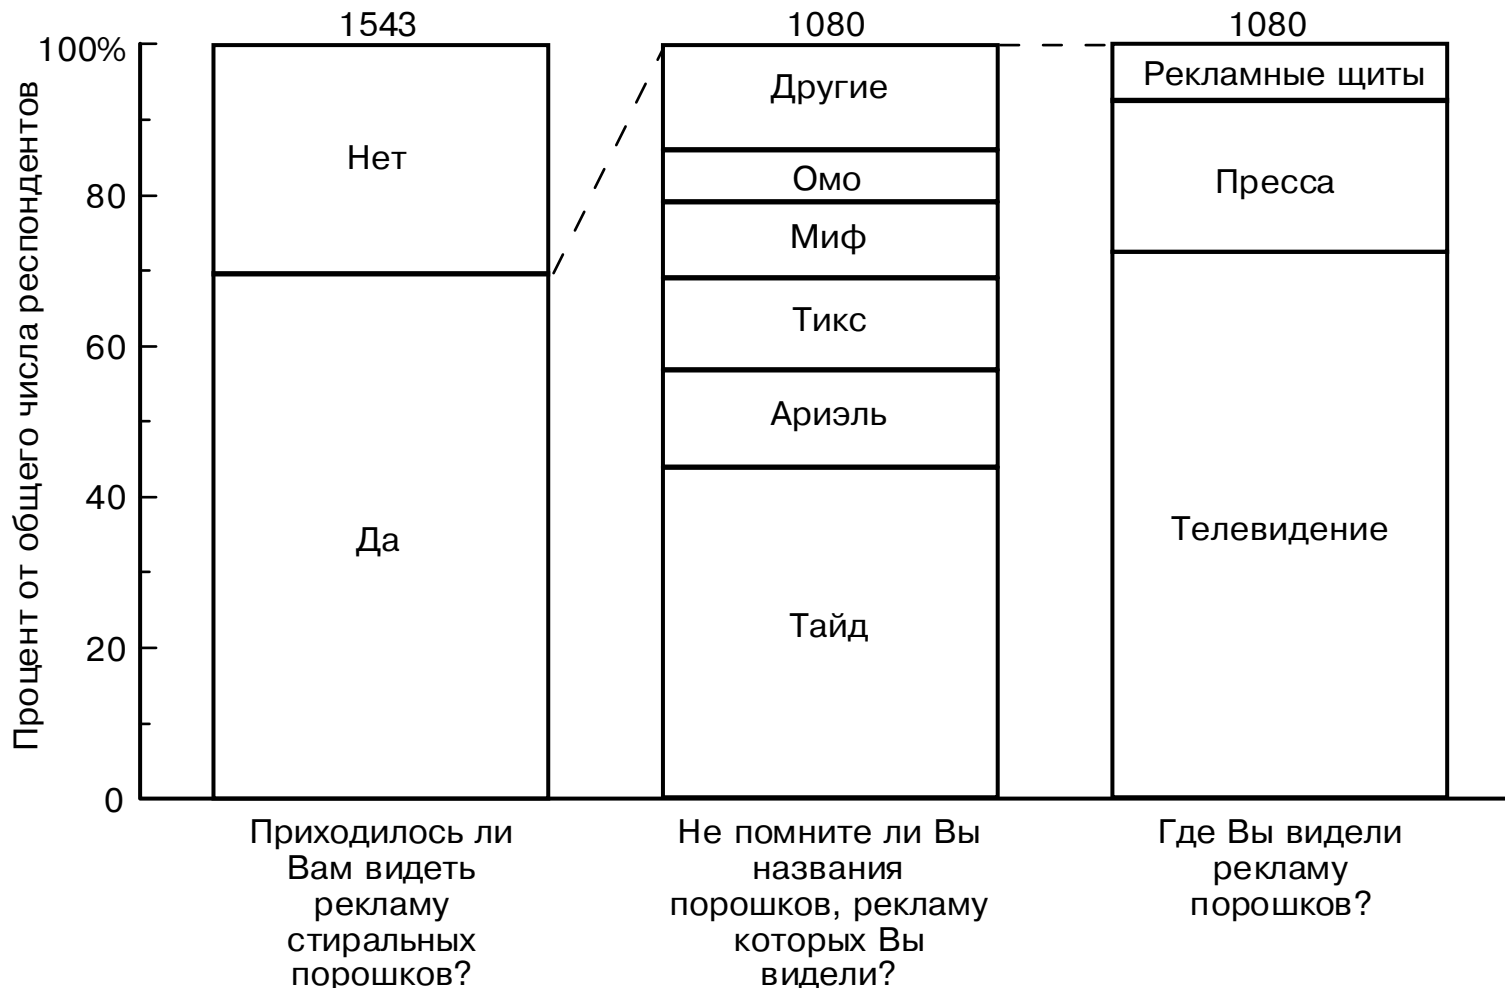 Процент от общего числа респондентов
100%
80
60
40
20
0
1543
Нет
Да
Приходилось ли
Вам видеть
рекламу
стиральных
порошков?
1080
Другие
Омо
Миф
Тикс
Ариэль
Тайд
Не помните ли Вы
названия
порошков, рекламу
которых Вы
видели?
1080
Рекламные щиты
Пресса
Телевидение
Где Вы видели
рекламу
порошков?